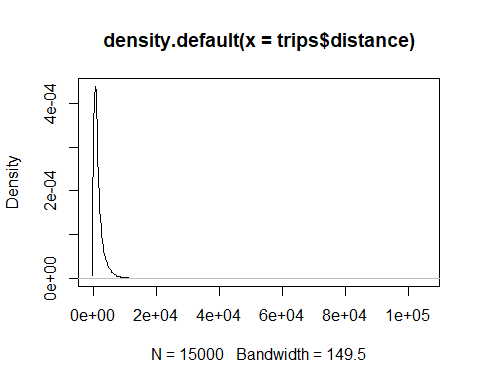 density.default(x = trips$distance)
Density
4e-04
2e-04
0e+00
0e+00 2e+04 4e+04 6e+04 8e+04 1e+05
N = 15000 Bandwidth = 149.5